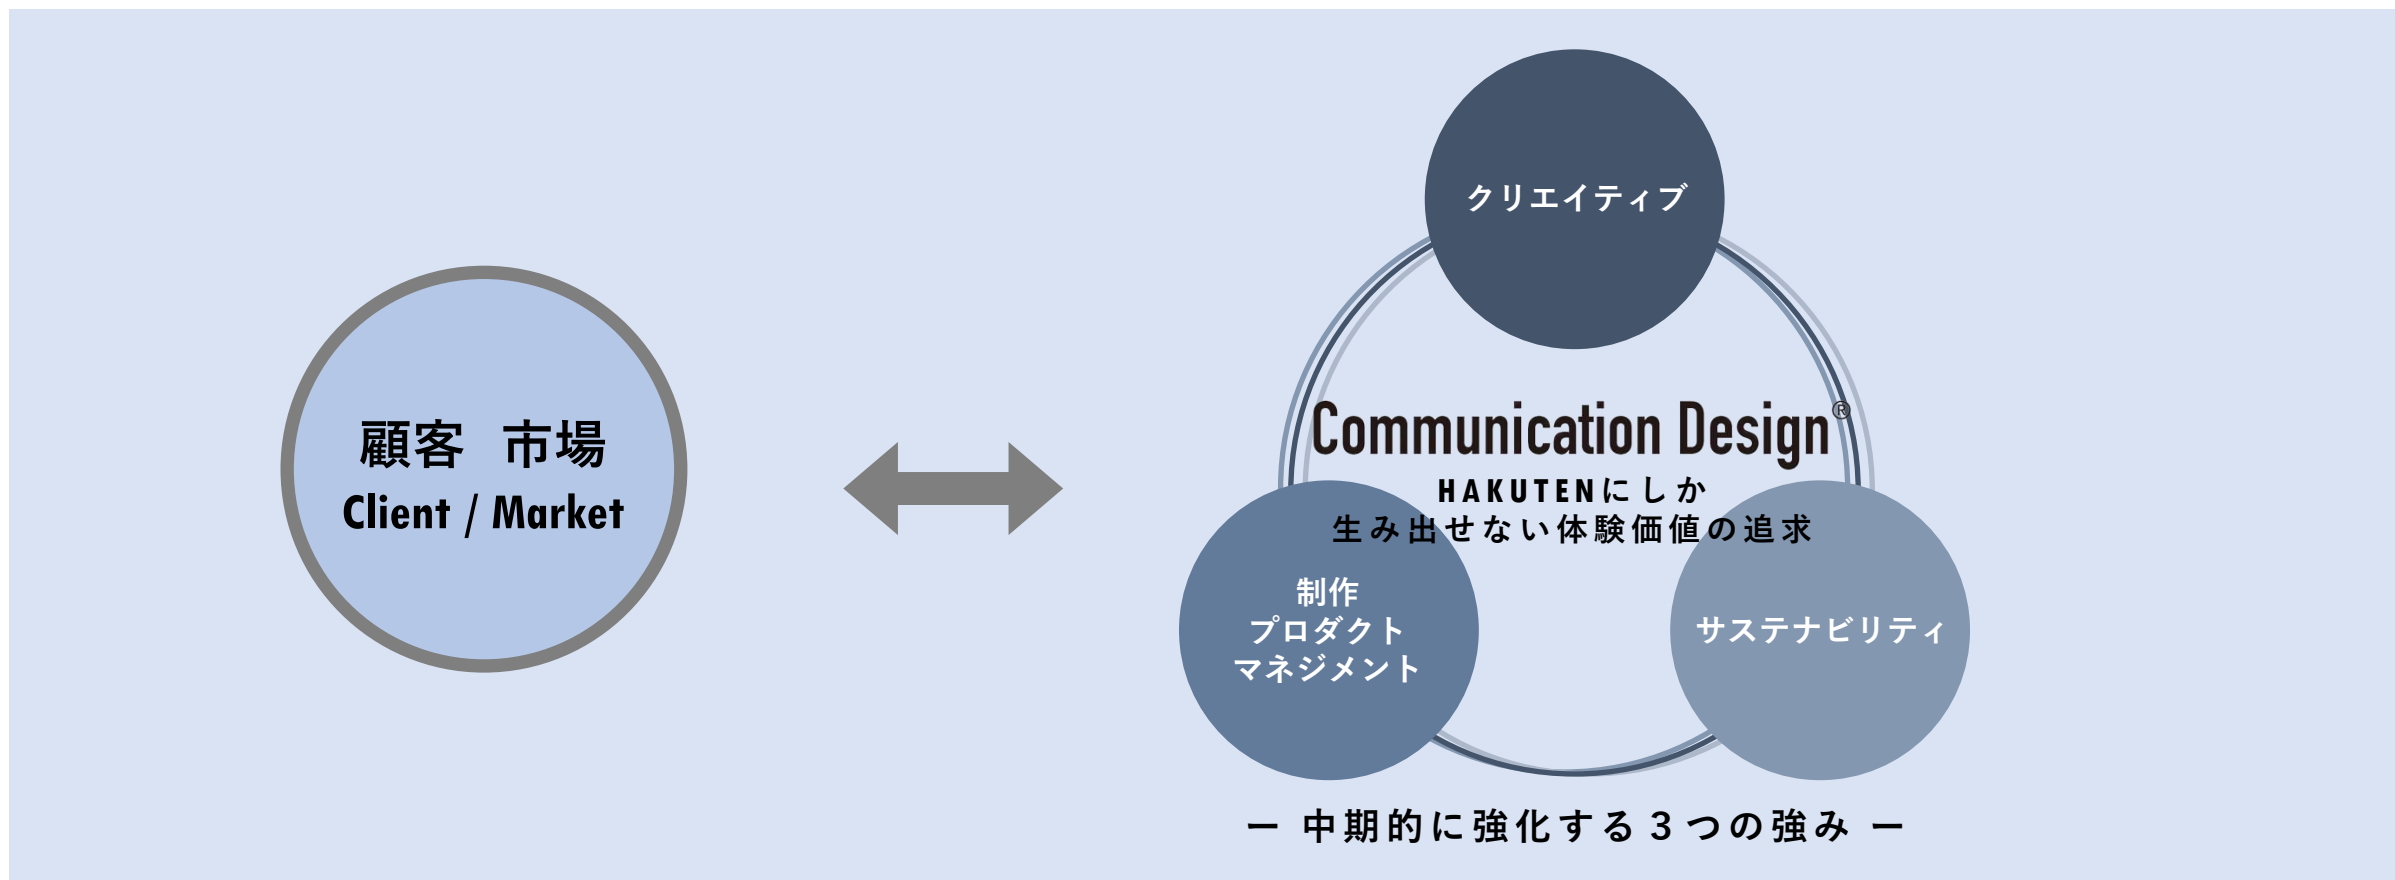 顧客 市場
Client / Market
クリエイティブ
Communication Design®
HAKUTENにしか
生み出せない体験価値の追求
制作
プロダクト
マネジメント
サステナビリティ
ー 中期的に強化する３つの強み ー